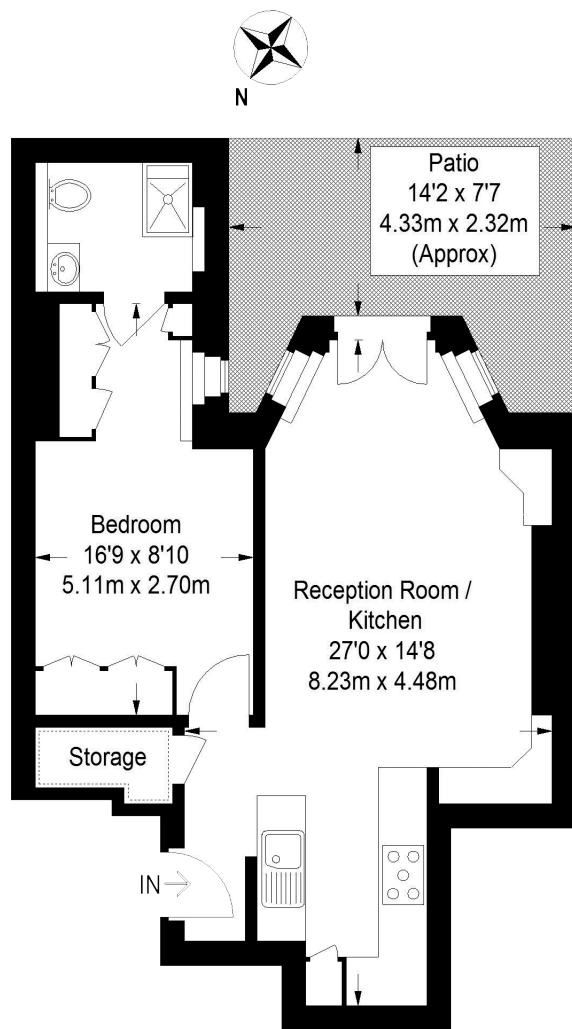 N
Patio
14'2 x 7'7
4.33m x 2.32m
(Approx)
Bedroom
16'9 x 8'10
5.11m x 2.70m
Reception Room /
Kitchen
27'0 x 14'8
8.23m x 4.48m
Storage
IN